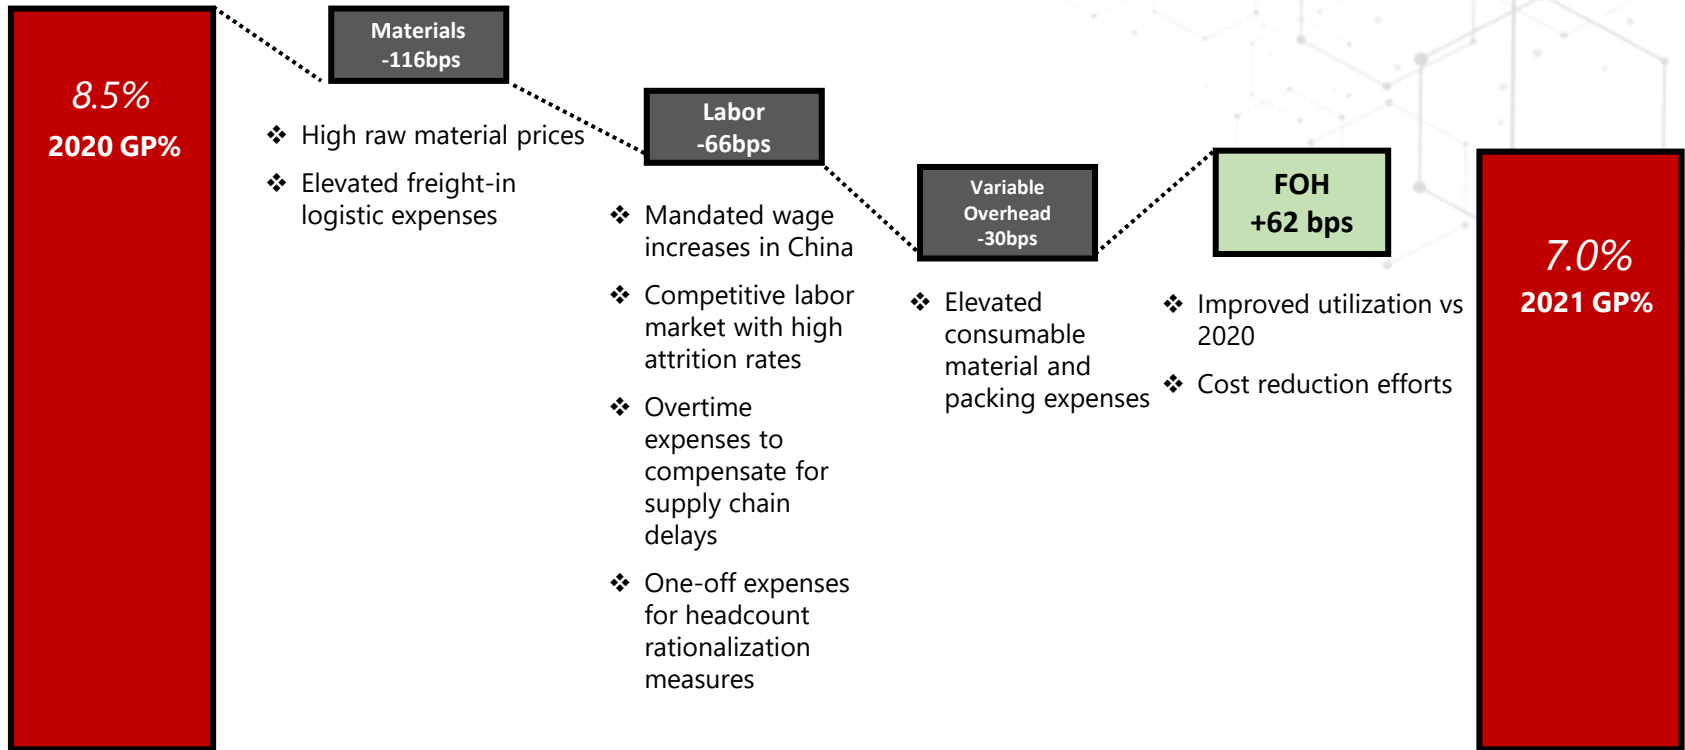 8.5%
2020 GP%
Materials
-116bps
❖ High raw material prices
❖ Elevated freight-in
logistic expenses
Labor
-66bps
❖ Mandated wage
increases in China
❖ Competitive labor
market with high
attrition rates
❖ Overtime
expenses to
compensate for
supply chain
delays
❖ One-off expenses
for headcount
rationalization
measures
Variable
Overhead
-30bps
❖ Elevated
consumable
material and
packing expenses
FOH
+62 bps
❖ Improved utilization vs
2020
❖ Cost reduction efforts
7.0%
2021 GP%